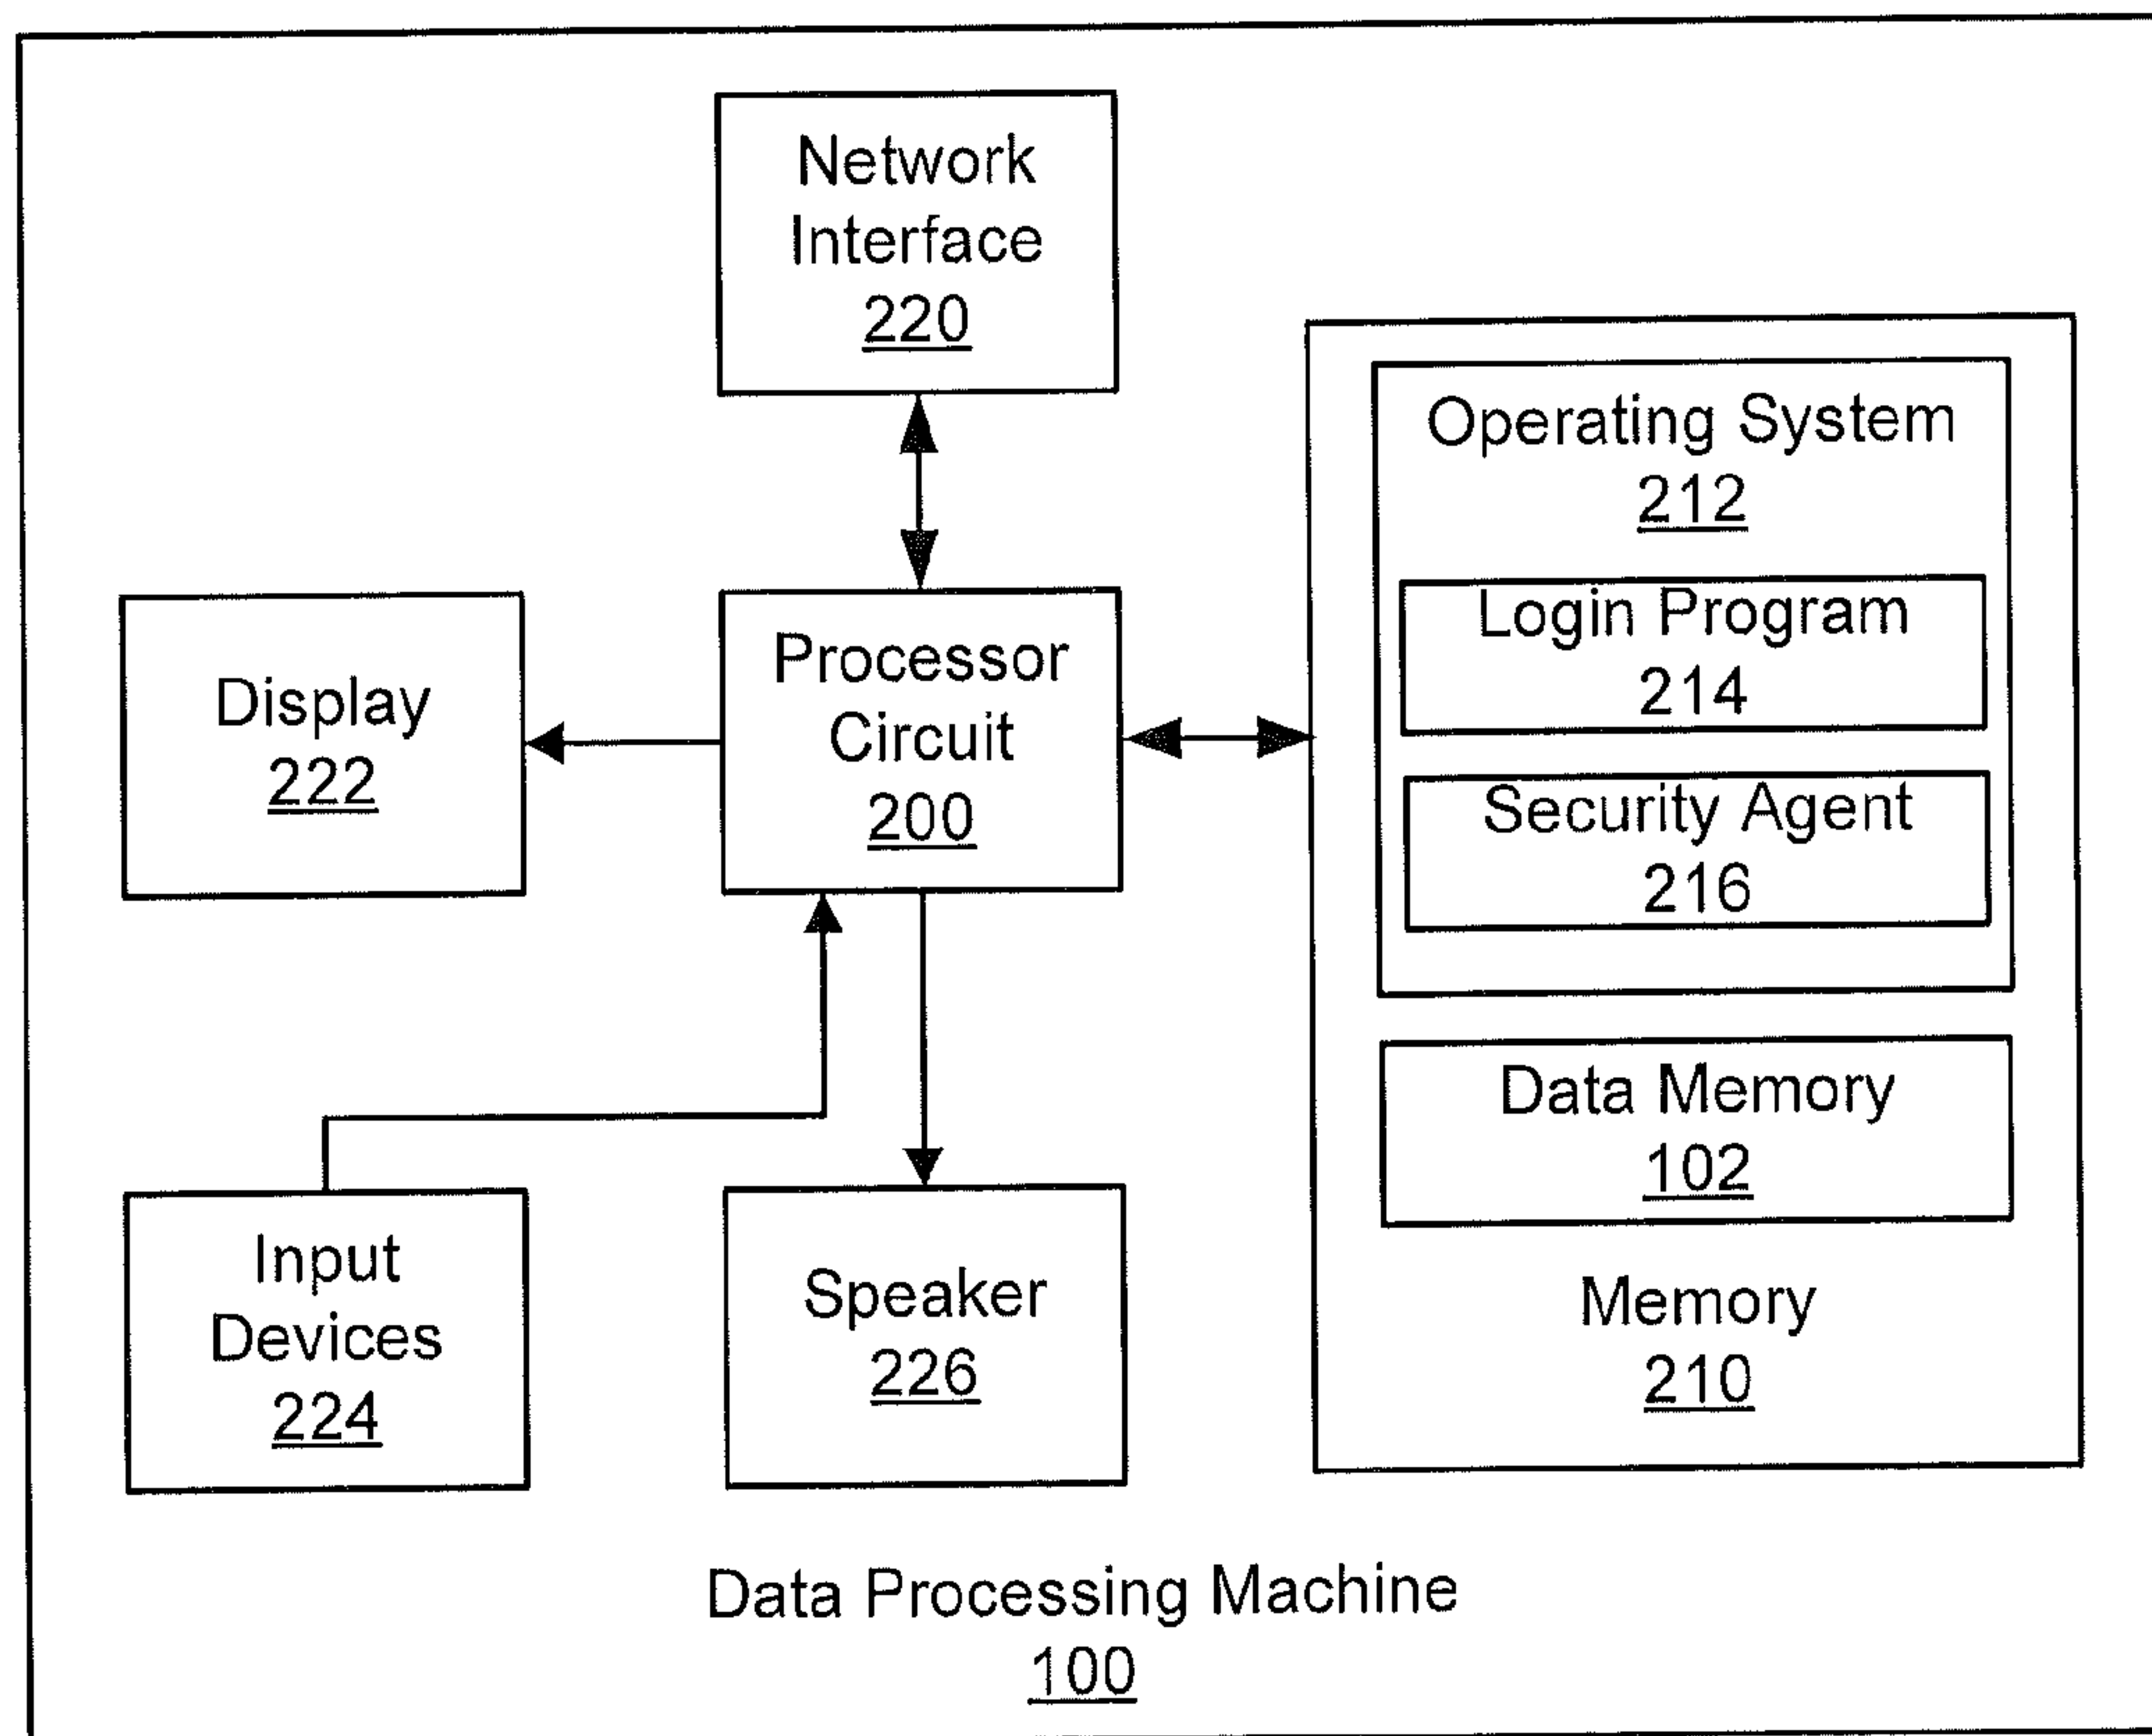 Network
Interface
220
Operating System
212
Login Program
214
Security Agent
216
Display
222
Processor
Circuit
200
Data Memory
102
Input
Devices
224
Speaker
226
Memory
210
Data Processing Machine
100